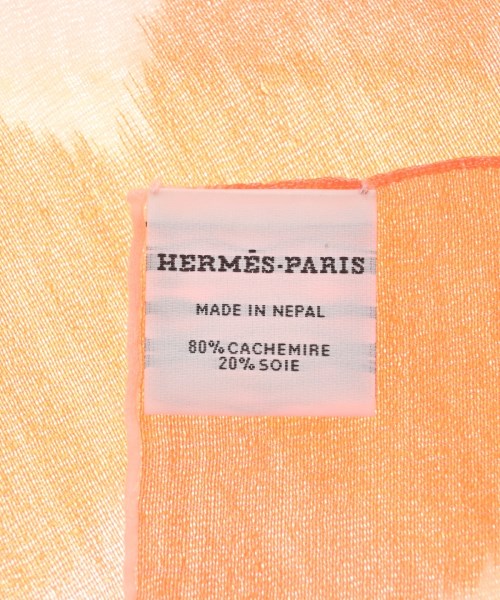 HERMÈS-PARIS
MADE IN NEPAL
80% CACHEMIRE
20% SOIE